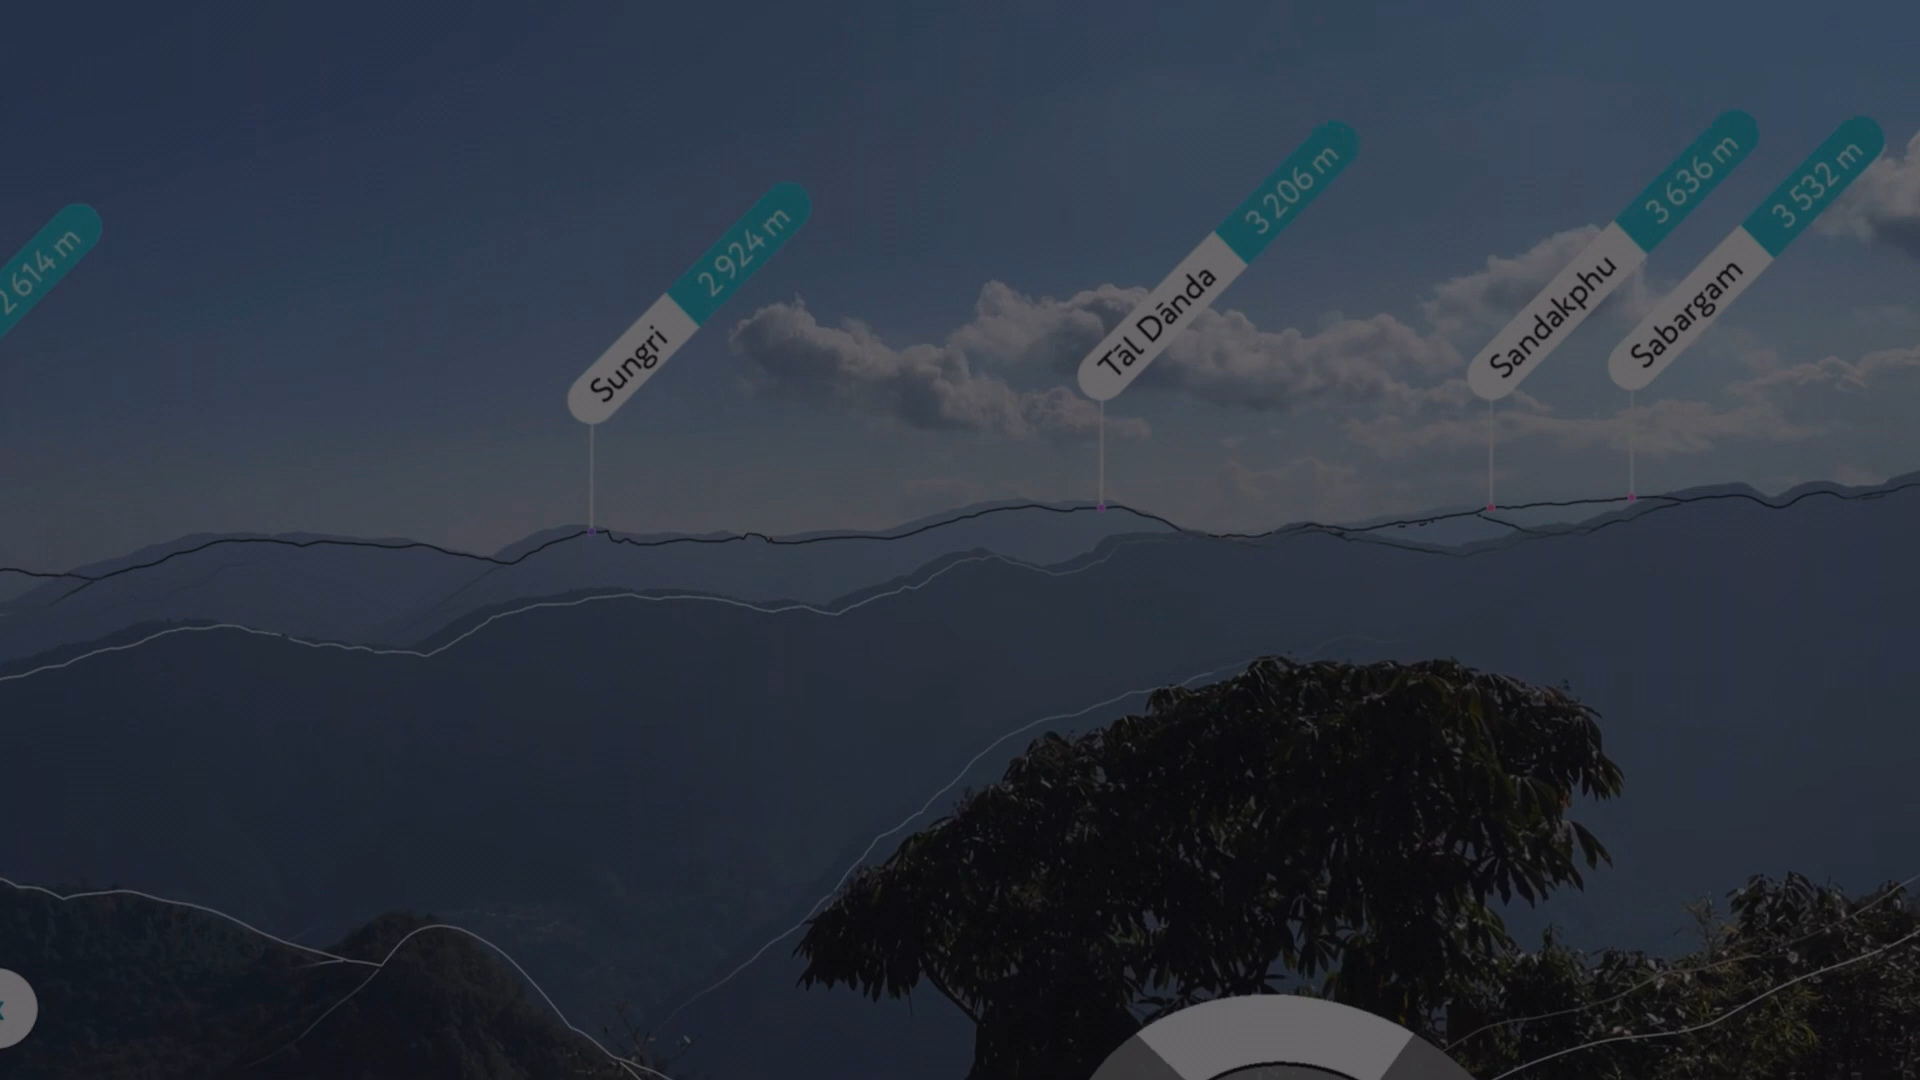 2 614 m
Sungri 2 924 m
Tāl Dānda 3 206 m
Sandakphu 3 636 m
Sabargam 3 532 m